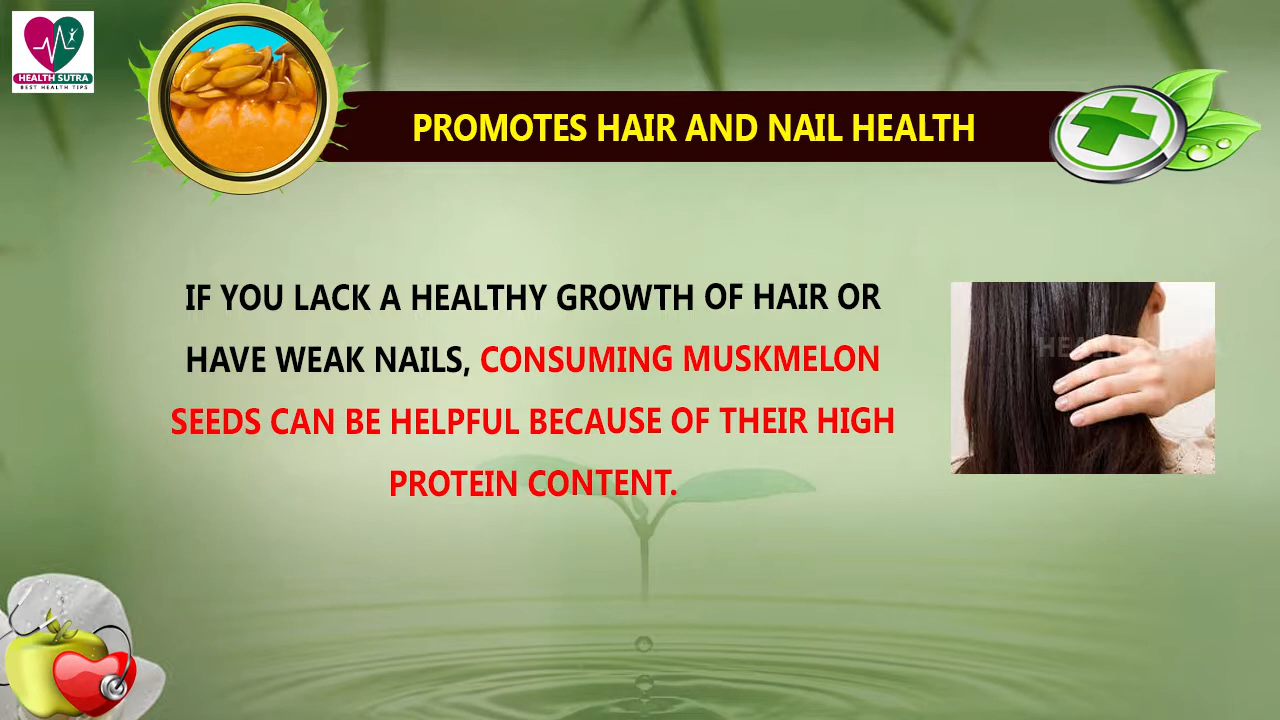 HEALTH SUTRA
BEST HEALTH TIPS
PROMOTES HAIR AND NAIL HEALTH
IF YOU LACK A HEALTHY GROWTH OF HAIR OR
HAVE WEAK NAILS, CONSUMING MUSKMELON
SEEDS CAN BE HELPFUL BECAUSE OF THEIR HIGH
PROTEIN CONTENT.